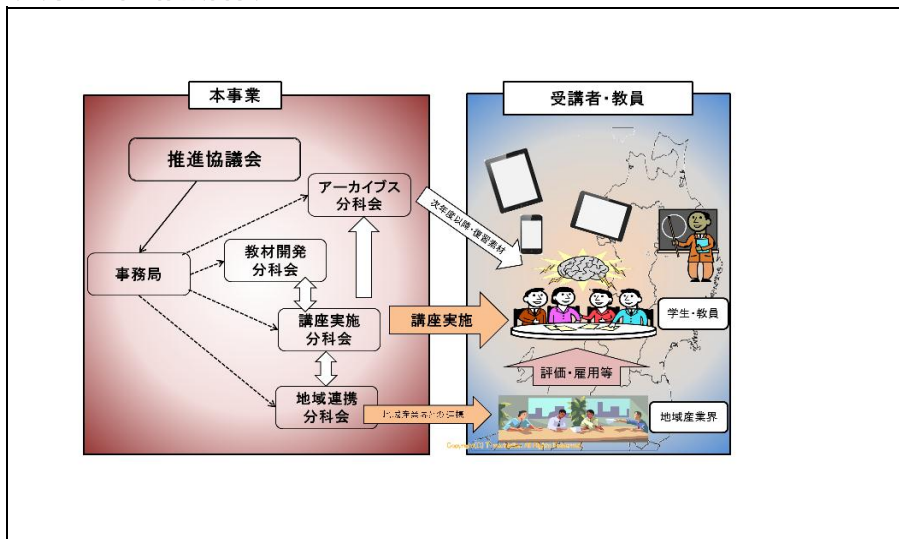 本事業
推進協議会
アーカイブス
分科会
教材開発
分科会
事務局
講座実施
分科会
地域連携
分科会
受講者・教員
次年度以降・復習素材
講座実施
学生・教員
評価・雇用等
地域産業界